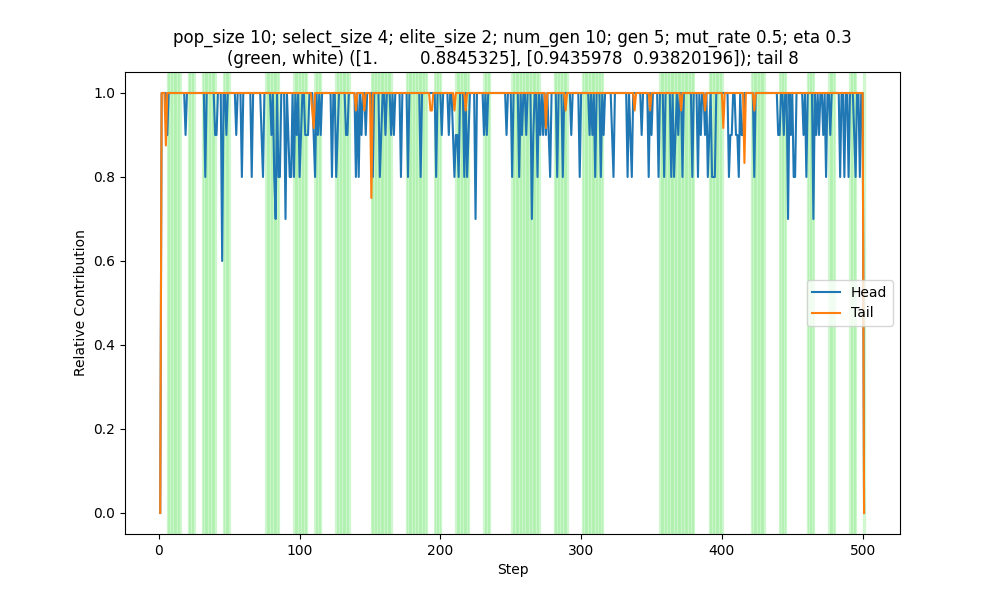 pop_size 10; select_size 4; elite_size 2; num_gen 10; gen 5; mut_rate 0.5; eta 0.3
(green, white) ([1.         0.8845325], [0.9435978  0.93820196]); tail 8
1.0
0.8
0.6
0.4
0.2
0.0
Relative Contribution
Head
Tail
0
100
200
300
400
500
Step